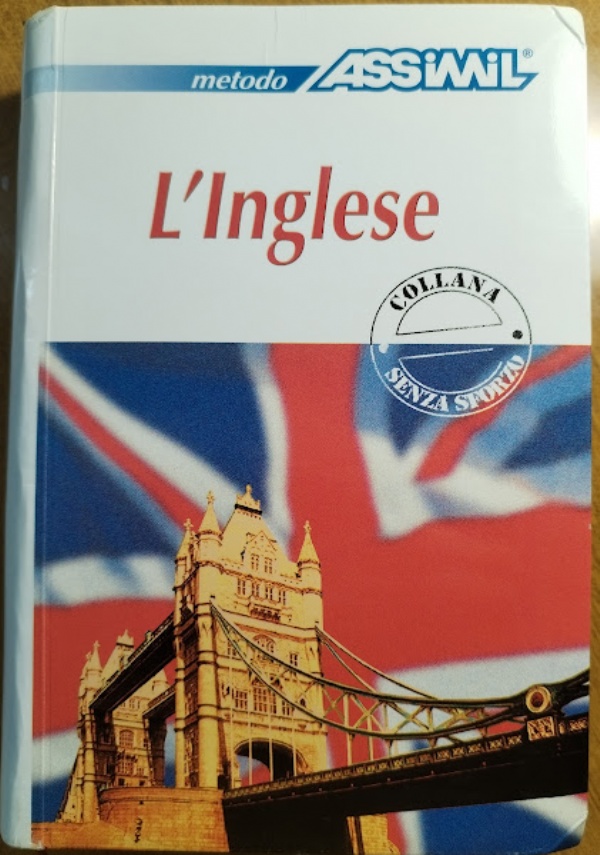 metodo ASSiMiL®
L'Inglese
COLLANA
SENZA SFORZO